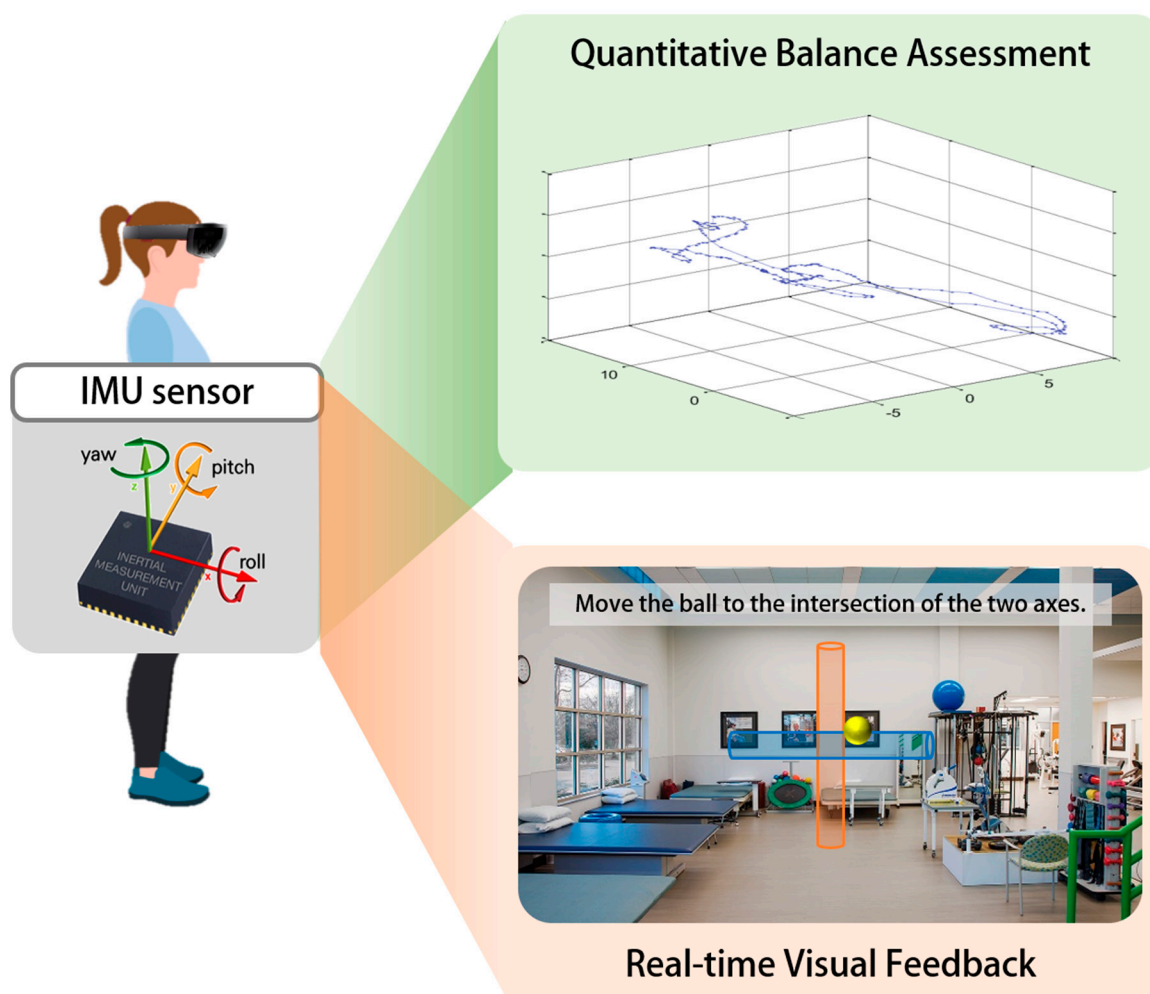 Quantitative Balance Assessment
10
0
-5
0
5
IMU sensor
yaw
pitch
z
y
roll
x
INERTIAL
MEASUREMENT
UNIT
Move the ball to the intersection of the two axes.
Real-time Visual Feedback